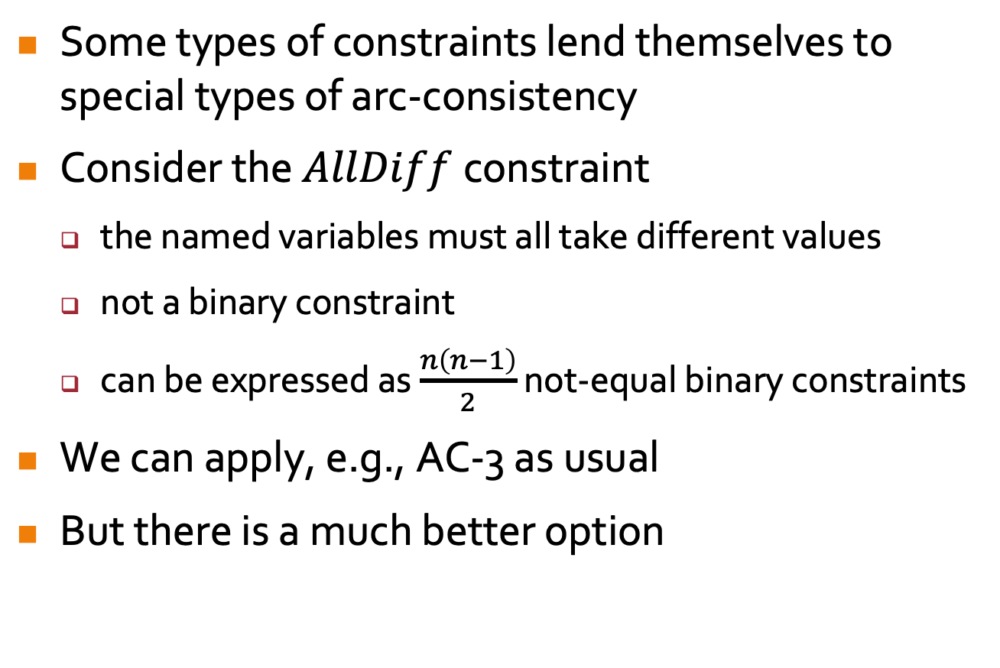 Some types of constraints lend themselves to
special types of arc-consistency
Consider the AllDiff constraint
the named variables must all take different values
not a binary constraint
can be expressed as n(n−1)/2 not-equal binary constraints
We can apply, e.g., AC-3 as usual
But there is a much better option